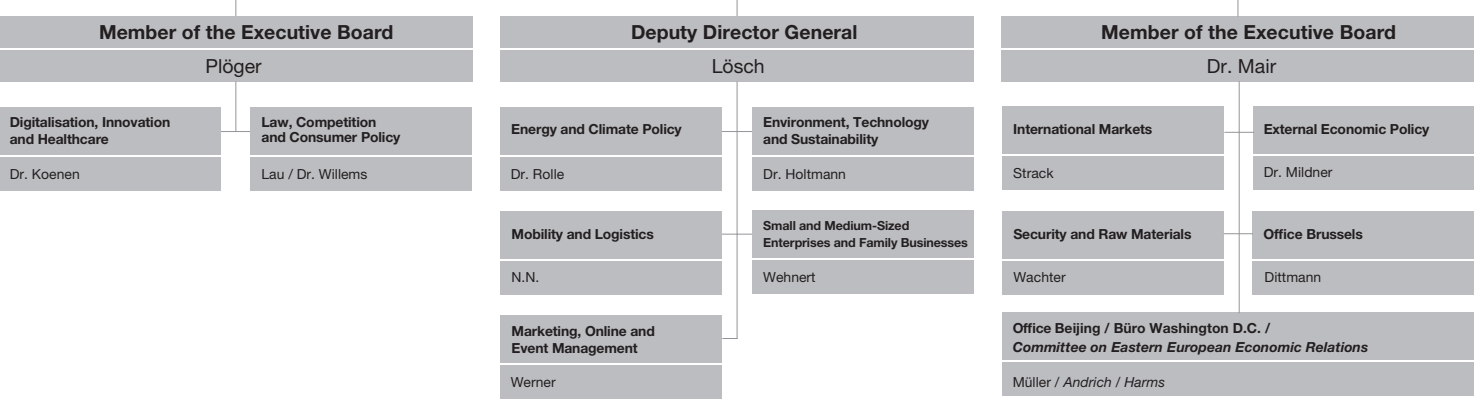 Member of the Executive Board
Plöger
Digitalisation, Innovation
and Healthcare
Dr. Koenen
Law, Competition
and Consumer Policy
Lau / Dr. Willems
Deputy Director General
Lösch
Energy and Climate Policy
Dr. Rolle
Environment, Technology
and Sustainability
Dr. Holtmann
Mobility and Logistics
N.N.
Small and Medium-Sized
Enterprises and Family Businesses
Wehnert
Marketing, Online and
Event Management
Werner
Member of the Executive Board
Dr. Mair
International Markets
Strack
External Economic Policy
Dr. Mildner
Security and Raw Materials
Wachter
Office Brussels
Dittmann
Office Beijing / Büro Washington D.C. /
Committee on Eastern European Economic Relations
Müller / Andrich / Harms